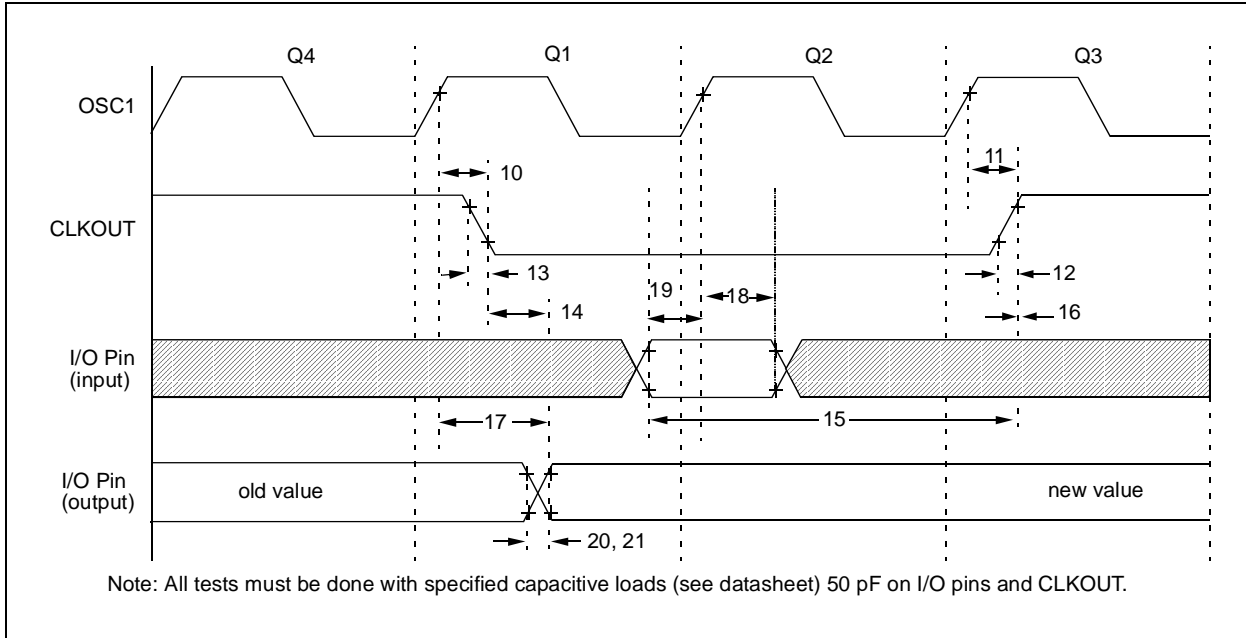 Q4 Q1 Q2 Q3
OSC1
11
10
CLKOUT
13
12
19
18
14
16
I/O Pin
(input)
17
15
I/O Pin
(output)
old value
new value
20, 21
Note: All tests must be done with specified capacitive loads (see datasheet) 50 pF on I/O pins and CLKOUT.